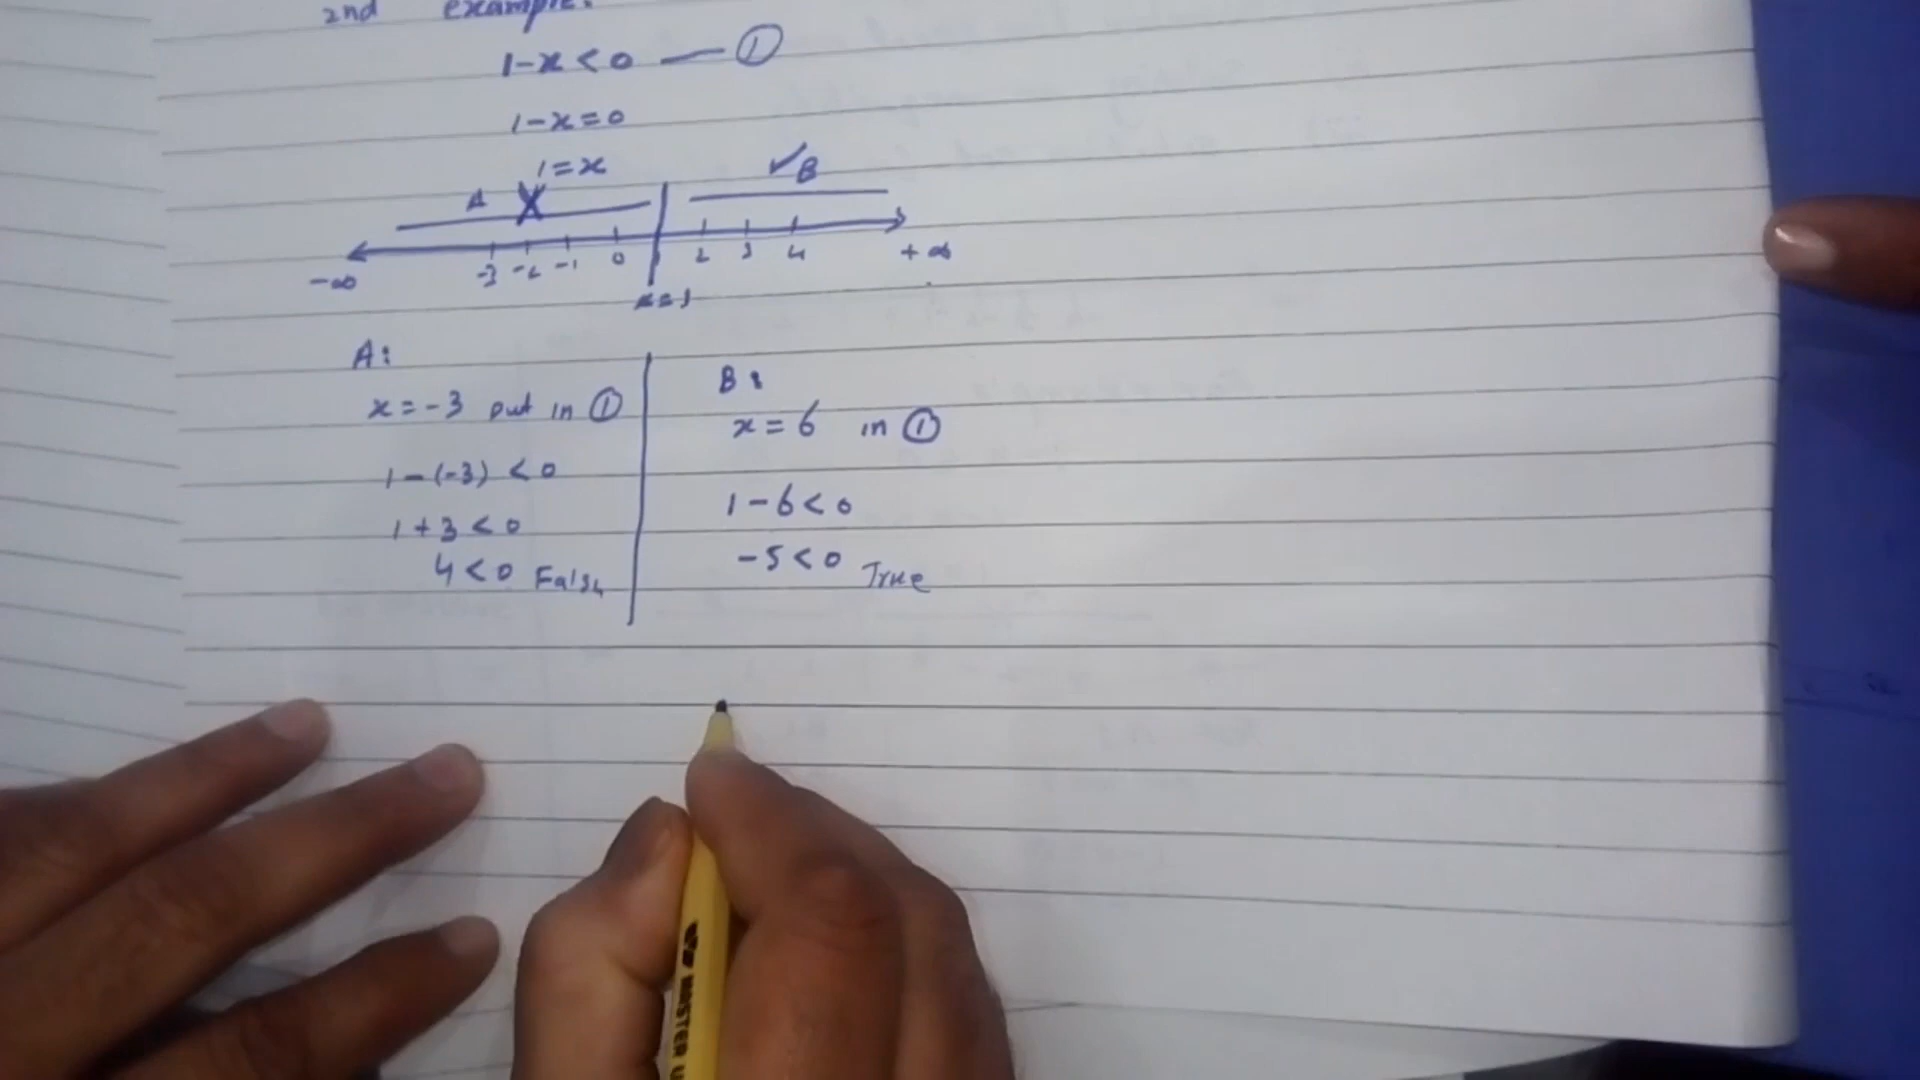 2nd example:
1-x<0 — ①
1-x=0
1=x
A X ✓B
-∞ -3 -2 -1 0 2 3 4 +∞
x=1
A:
x=-3 put in ①
1-(-3) <0
1+3<0
4<0 False
B:
x=6 in ①
1-6<0
-5<0 True
MASTER